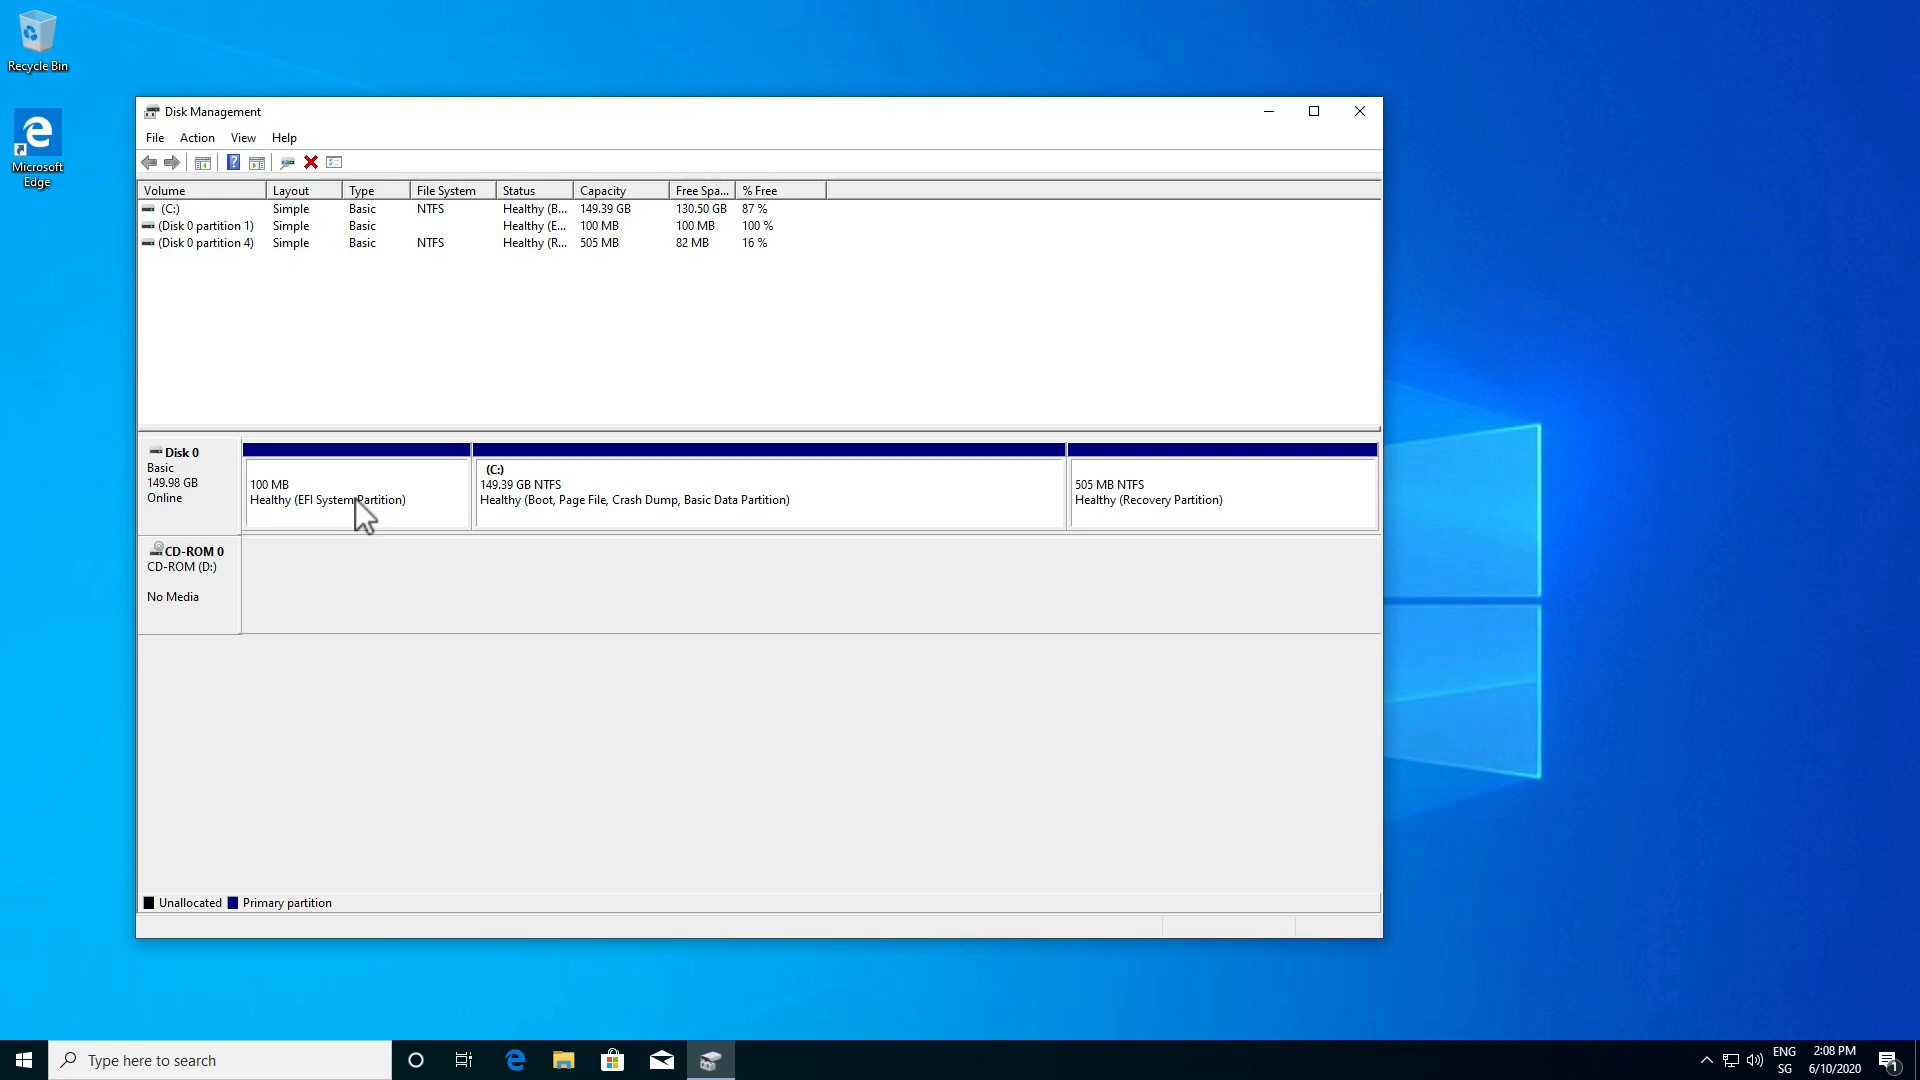 Recycle Bin
Microsoft
Edge
Disk Management
File Action View Help
Volume Layout Type File System Status Capacity Free Spa... % Free
(C:) Simple Basic NTFS Healthy (B... 149.39 GB 130.50 GB 87 %
(Disk 0 partition 1) Simple Basic Healthy (E... 100 MB 100 MB 100 %
(Disk 0 partition 4) Simple Basic NTFS Healthy (R... 505 MB 82 MB 16 %
Disk 0
Basic
149.98 GB
Online
100 MB
Healthy (EFI System Partition)
(C:)
149.39 GB NTFS
Healthy (Boot, Page File, Crash Dump, Basic Data Partition)
505 MB NTFS
Healthy (Recovery Partition)
CD-ROM 0
CD-ROM (D:)
No Media
Unallocated Primary partition
Type here to search
ENG
SG
2:08 PM
6/10/2020
1